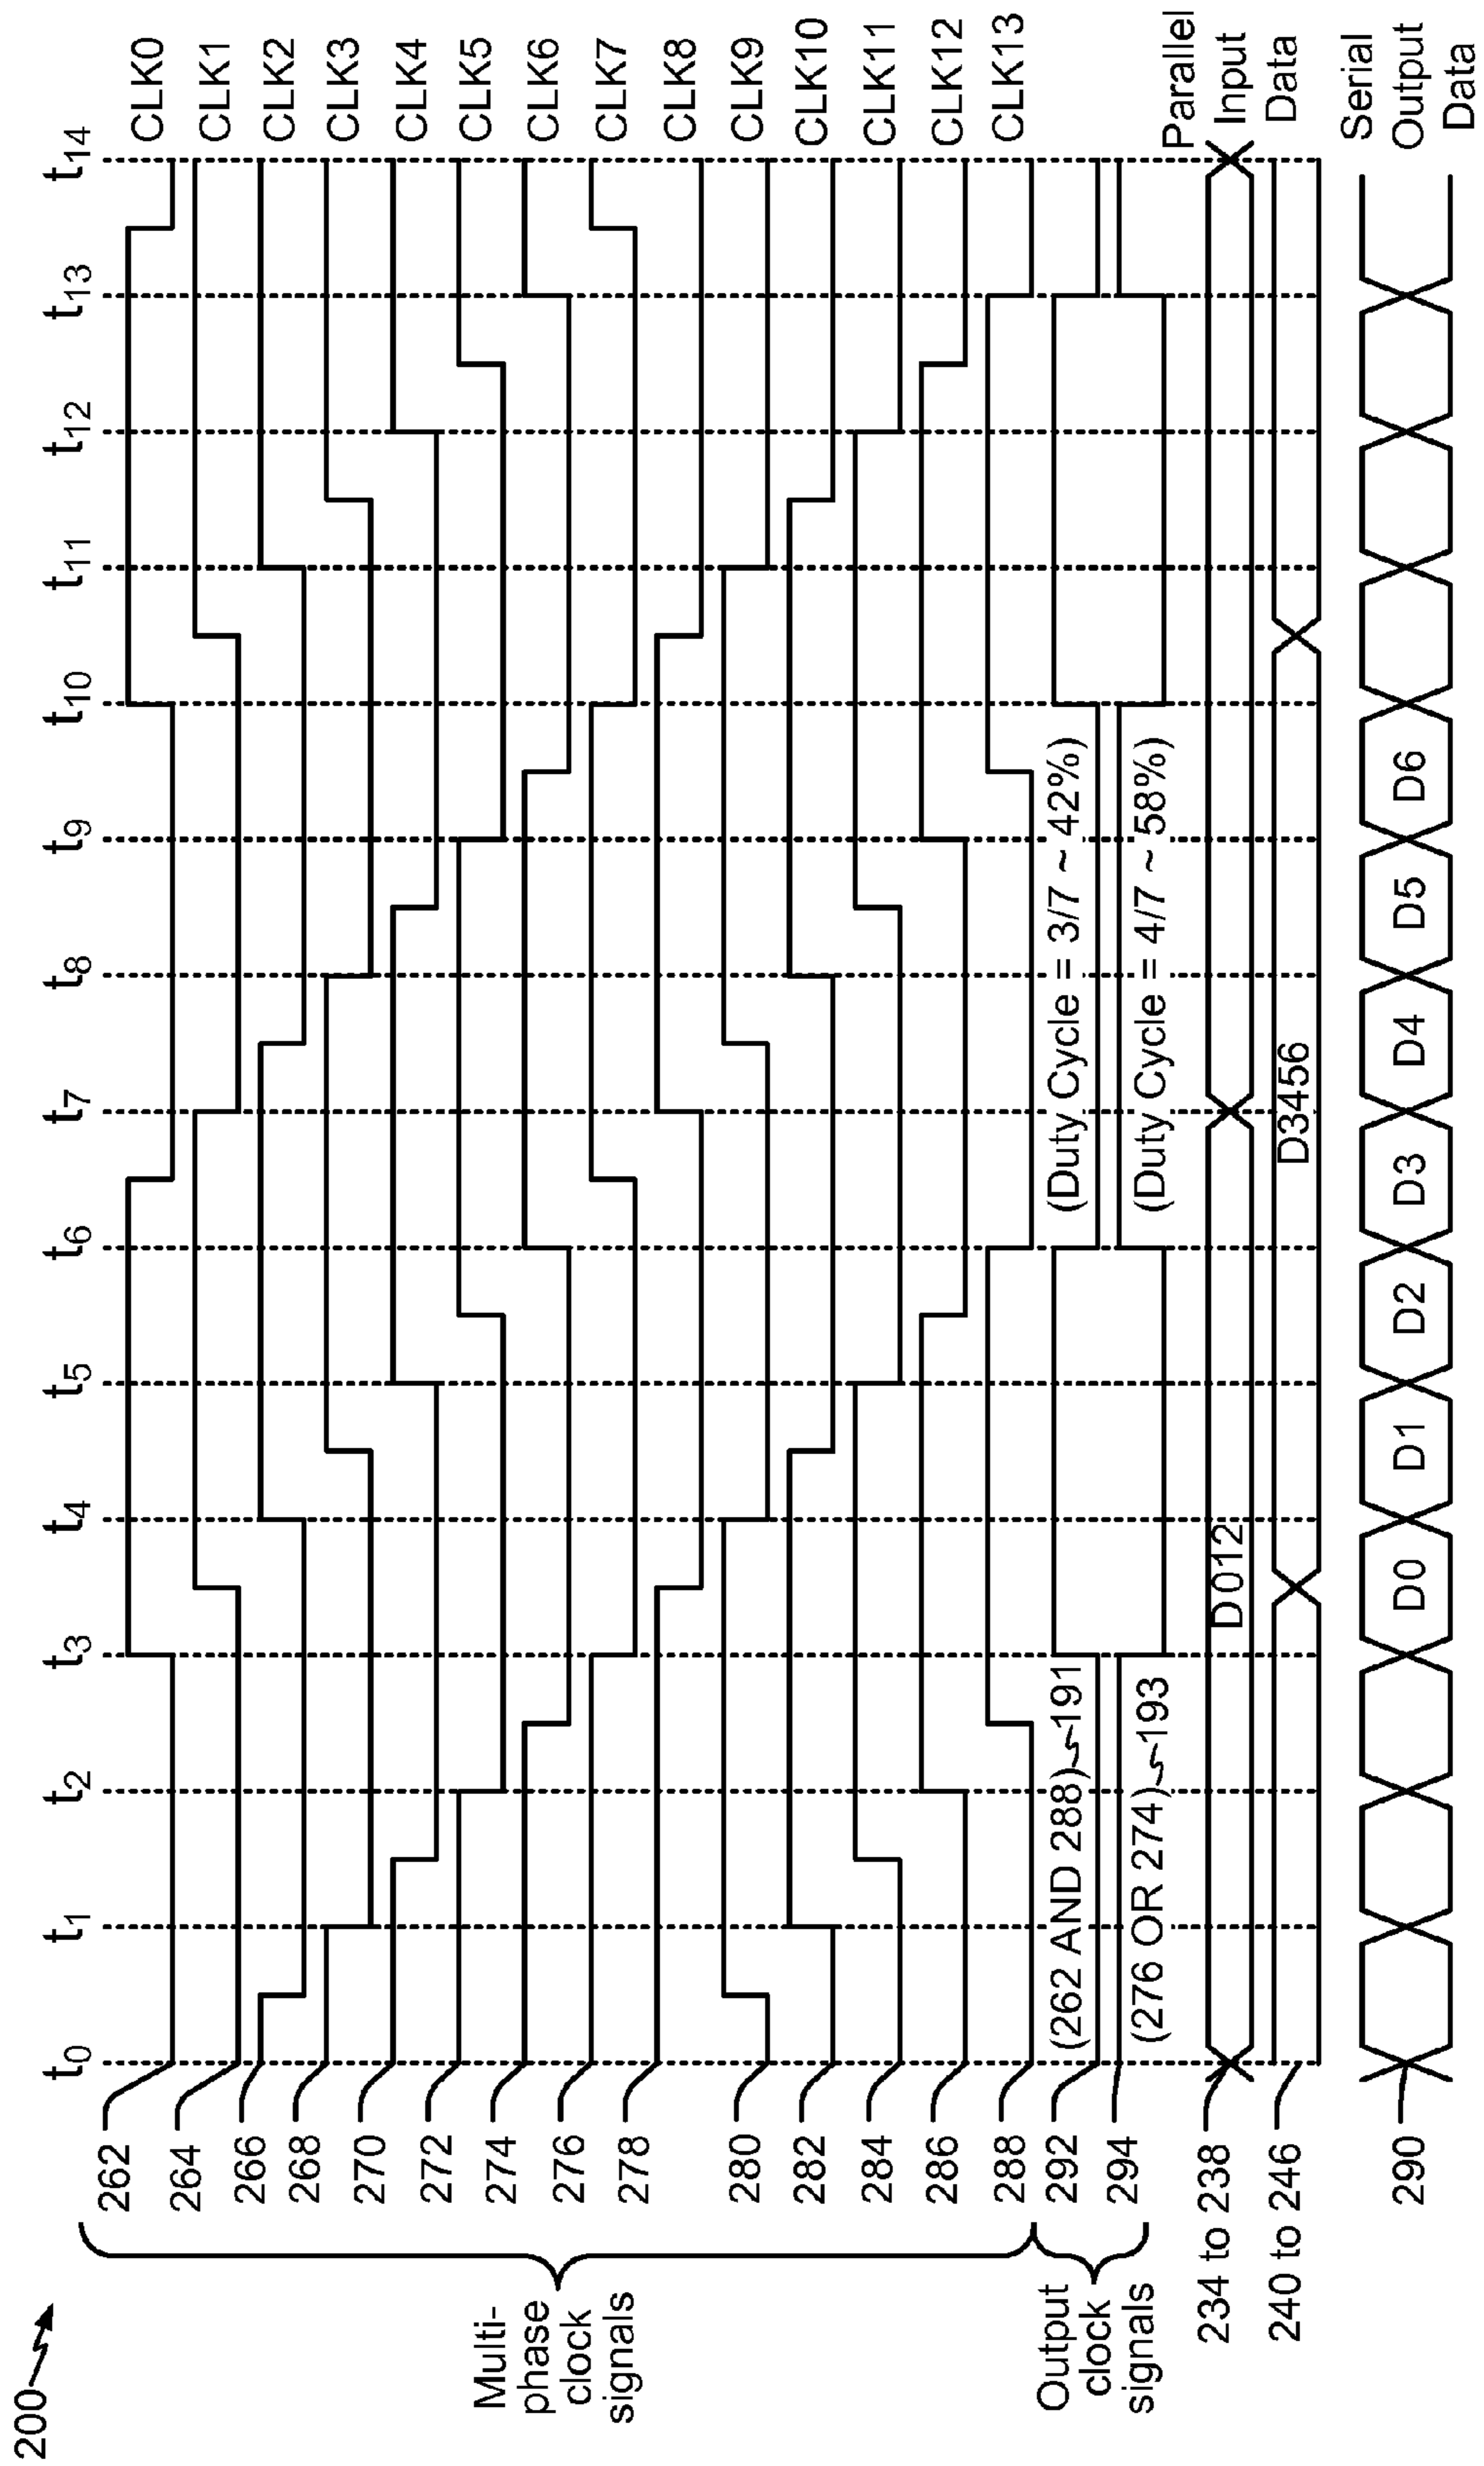 200
t0 t1 t2 t3 t4 t5 t6 t7 t8 t9 t10 t11 t12 t13 t14
Multi-
phase
clock
signals
262 CLK0
264 CLK1
266 CLK2
268 CLK3
270 CLK4
272 CLK5
274 CLK6
276 CLK7
278 CLK8
280 CLK9
282 CLK10
284 CLK11
286 CLK12
288 CLK13
Output
clock
signals
292 (262 AND 288) 191 (Duty Cycle = 3/7 ~ 42%)
294 (276 OR 274) 193 (Duty Cycle = 4/7 ~ 58%)
Parallel
Input
Data
234 to 238 D012
240 to 246 D3456
Serial
Output
Data
290 D0 D1 D2 D3 D4 D5 D6